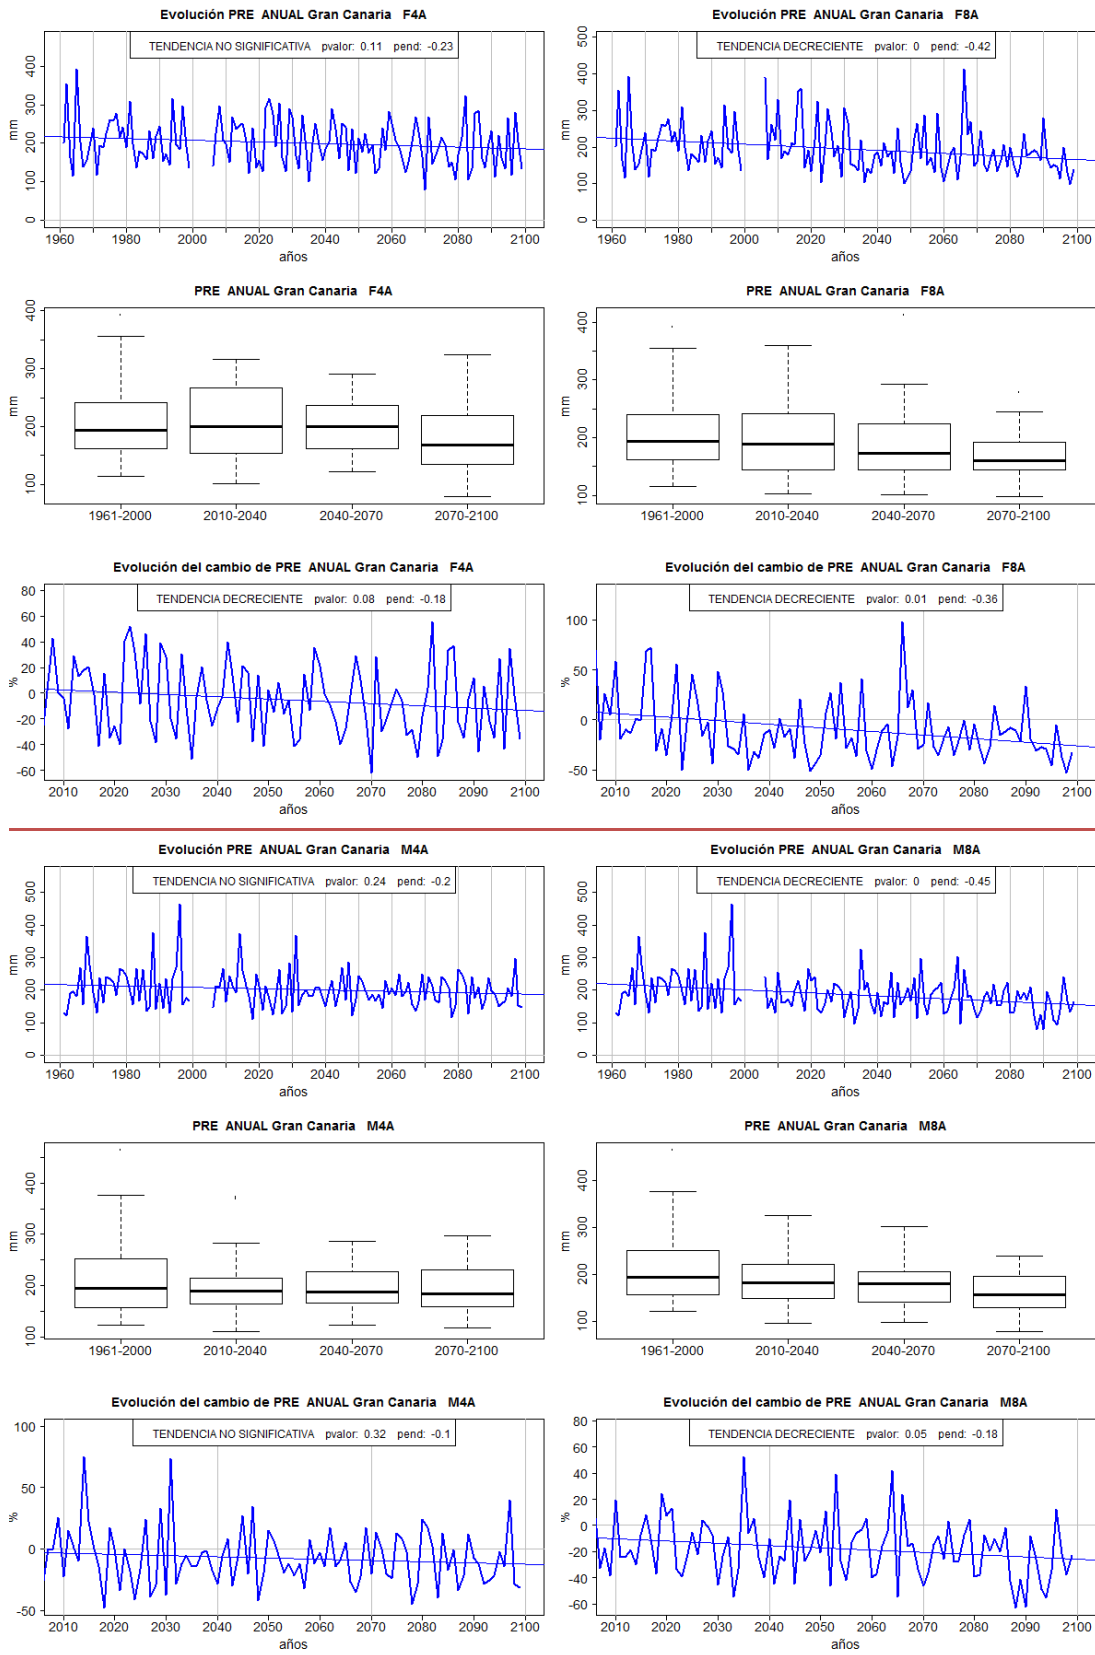 Evolución PRE ANUAL Gran Canaria F4A
TENDENCIA NO SIGNIFICATIVA pvalor: 0.11 pend: -0.23
mm
400
300
200
100
0
1960 1980 2000 2020 2040 2060 2080 2100
años
Evolución PRE ANUAL Gran Canaria F8A
TENDENCIA DECRECIENTE pvalor: 0 pend: -0.42
mm
500
400
300
200
100
0
1960 1980 2000 2020 2040 2060 2080 2100
años
PRE ANUAL Gran Canaria F4A
mm
400
300
200
100
1961-2000 2010-2040 2040-2070 2070-2100
PRE ANUAL Gran Canaria F8A
mm
400
300
200
100
1961-2000 2010-2040 2040-2070 2070-2100
Evolución del cambio de PRE ANUAL Gran Canaria F4A
TENDENCIA DECRECIENTE pvalor: 0.08 pend: -0.18
%
80
60
40
20
0
-20
-40
-60
2010 2020 2030 2040 2050 2060 2070 2080 2090 2100
años
Evolución del cambio de PRE ANUAL Gran Canaria F8A
TENDENCIA DECRECIENTE pvalor: 0.01 pend: -0.36
%
100
50
0
-50
2010 2020 2030 2040 2050 2060 2070 2080 2090 2100
años
Evolución PRE ANUAL Gran Canaria M4A
TENDENCIA NO SIGNIFICATIVA pvalor: 0.24 pend: -0.2
mm
500
400
300
200
100
0
1960 1980 2000 2020 2040 2060 2080 2100
años
Evolución PRE ANUAL Gran Canaria M8A
TENDENCIA DECRECIENTE pvalor: 0 pend: -0.45
mm
500
400
300
200
100
0
1960 1980 2000 2020 2040 2060 2080 2100
años
PRE ANUAL Gran Canaria M4A
mm
400
300
200
100
1961-2000 2010-2040 2040-2070 2070-2100
PRE ANUAL Gran Canaria M8A
mm
400
300
200
100
1961-2000 2010-2040 2040-2070 2070-2100
Evolución del cambio de PRE ANUAL Gran Canaria M4A
TENDENCIA NO SIGNIFICATIVA pvalor: 0.32 pend: -0.1
%
100
50
0
-50
2010 2020 2030 2040 2050 2060 2070 2080 2090 2100
años
Evolución del cambio de PRE ANUAL Gran Canaria M8A
TENDENCIA DECRECIENTE pvalor: 0.05 pend: -0.18
%
80
60
40
20
0
-20
-40
-60
2010 2020 2030 2040 2050 2060 2070 2080 2090 2100
años